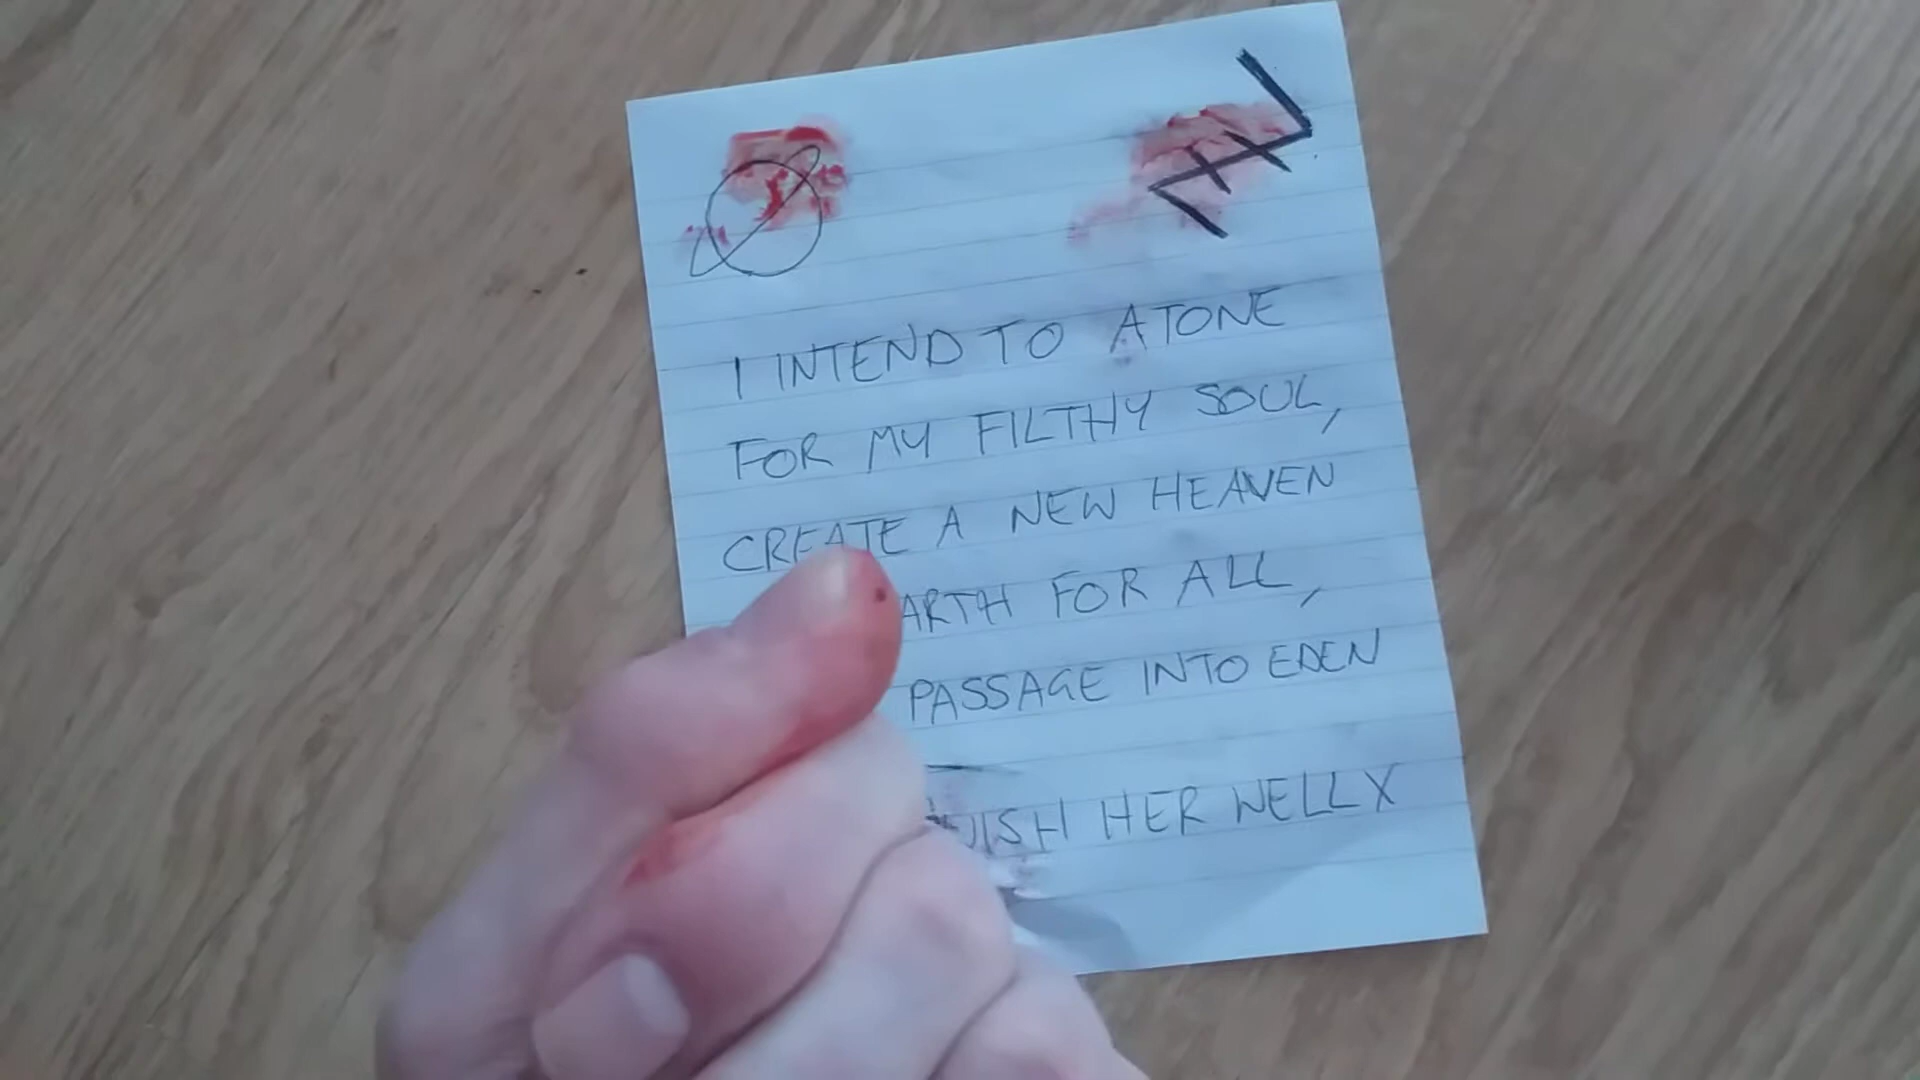 I INTEND TO ATONE
FOR MY FILTHY SOUL,
CREATE A NEW HEAVEN
FOR ALL,
PASSAGE INTO EDEN
HER WELL X